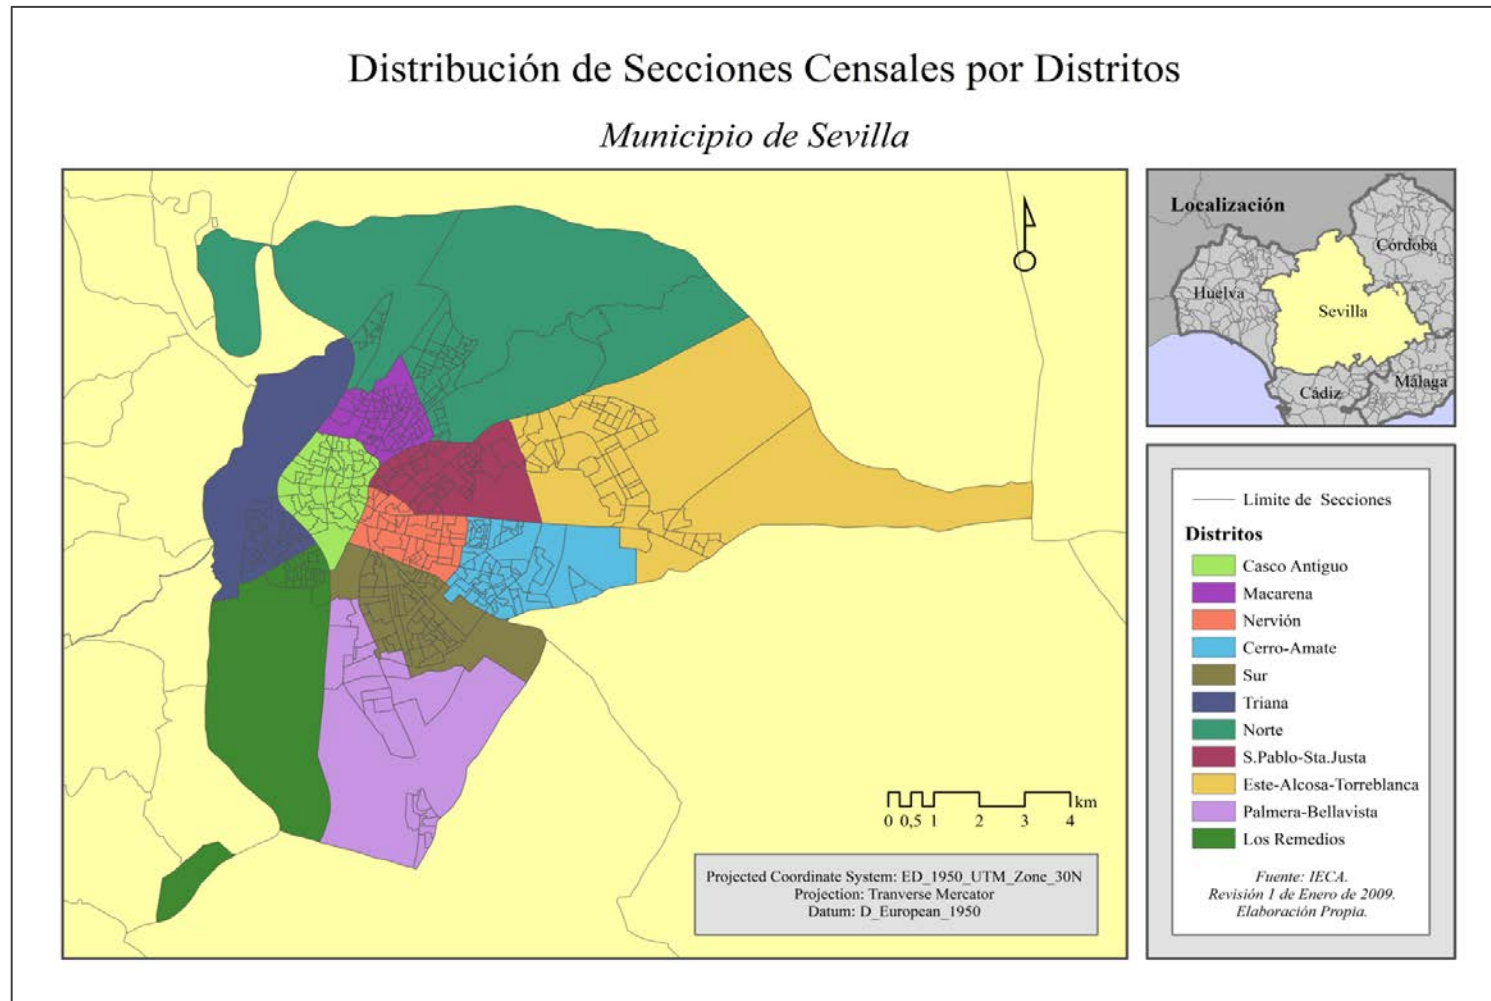 Distribución de Secciones Censales por Distritos
Municipio de Sevilla
Localización
Córdoba
Huelva
Sevilla
Málaga
Cádiz
Límite de Secciones
Distritos
Casco Antiguo
Macarena
Nervión
Cerro-Amate
Sur
Triana
Norte
S.Pablo-Sta.Justa
Este-Alcosa-Torreblanca
Palmera-Bellavista
Los Remedios
Fuente: IECA.
Revisión 1 de Enero de 2009.
Elaboración Propia.
km
0 0,5 1 2 3 4
Projected Coordinate System: ED_1950_UTM_Zone_30N
Projection: Tranverse Mercator
Datum: D_European_1950